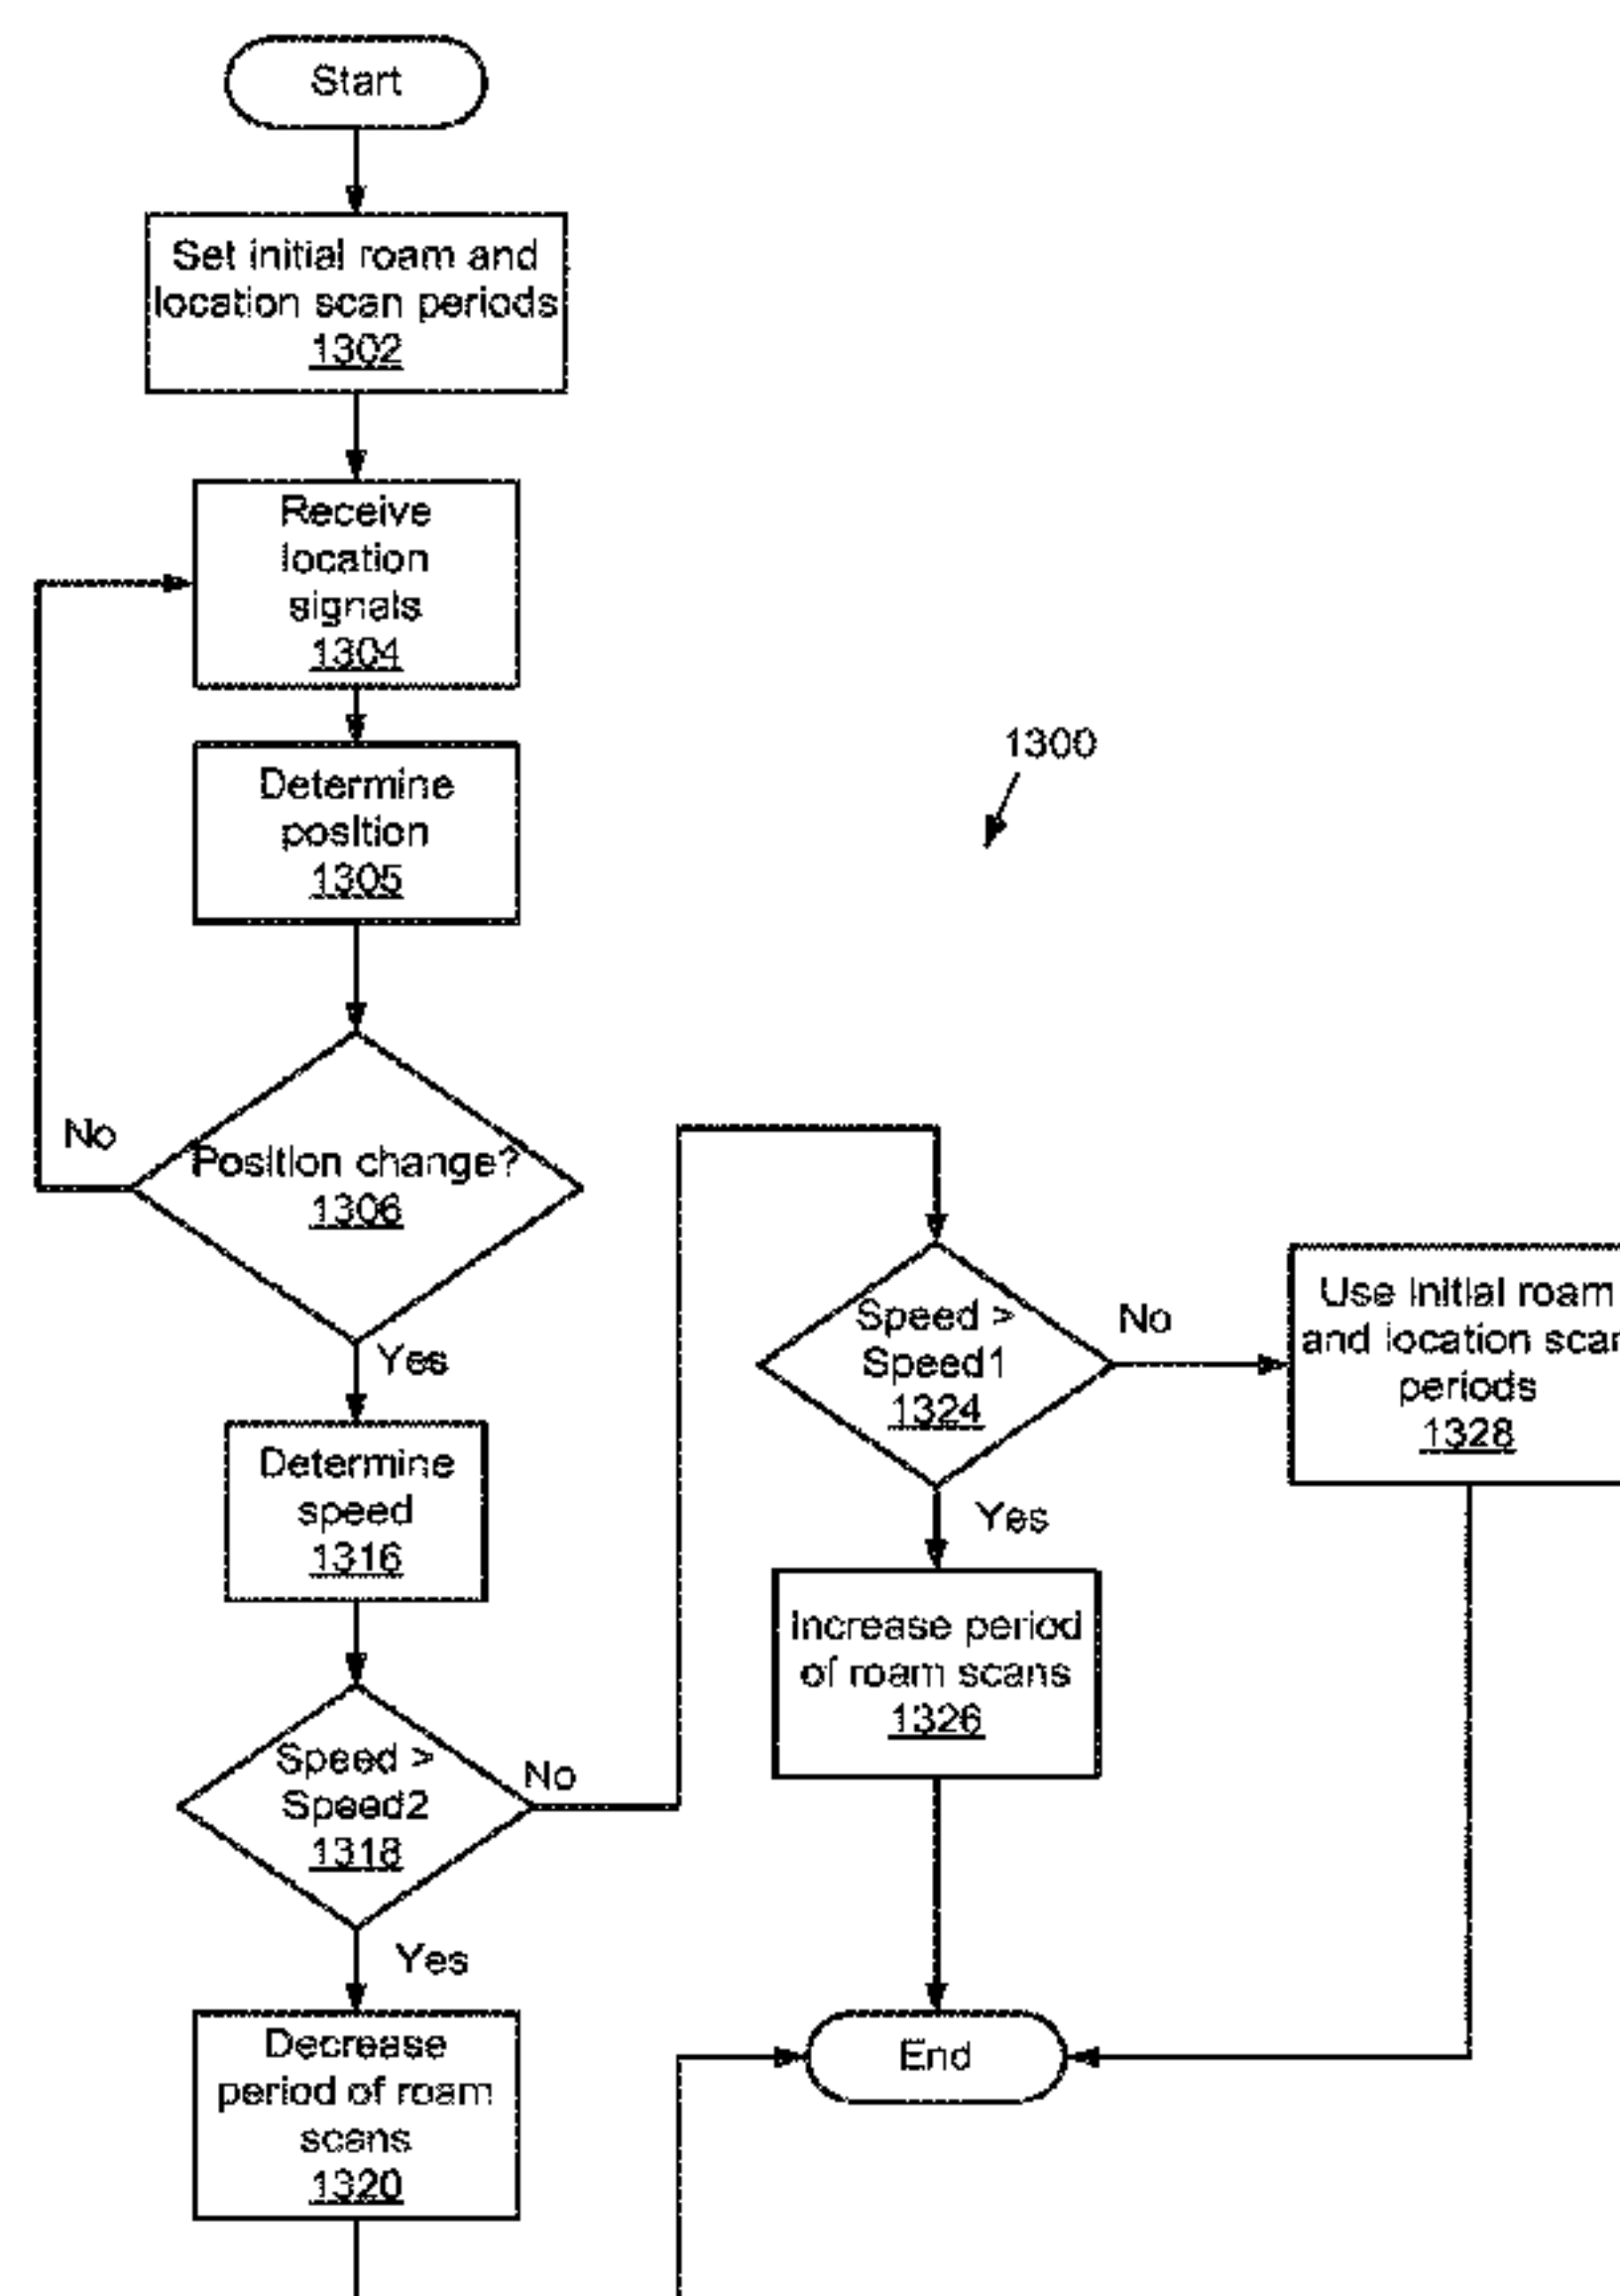 Start
Set initial roam and
location scan periods
1302
Receive
location
signals
1304
Determine
position
1305
1300
Position change?
1306
No
Yes
Determine
speed
1316
Speed >
Speed2
1318
No
Yes
Decrease
period of roam
scans
1320
Speed >
Speed1
1324
No
Yes
Use initial roam
and location scan
periods
1328
Increase period
of roam scans
1326
End